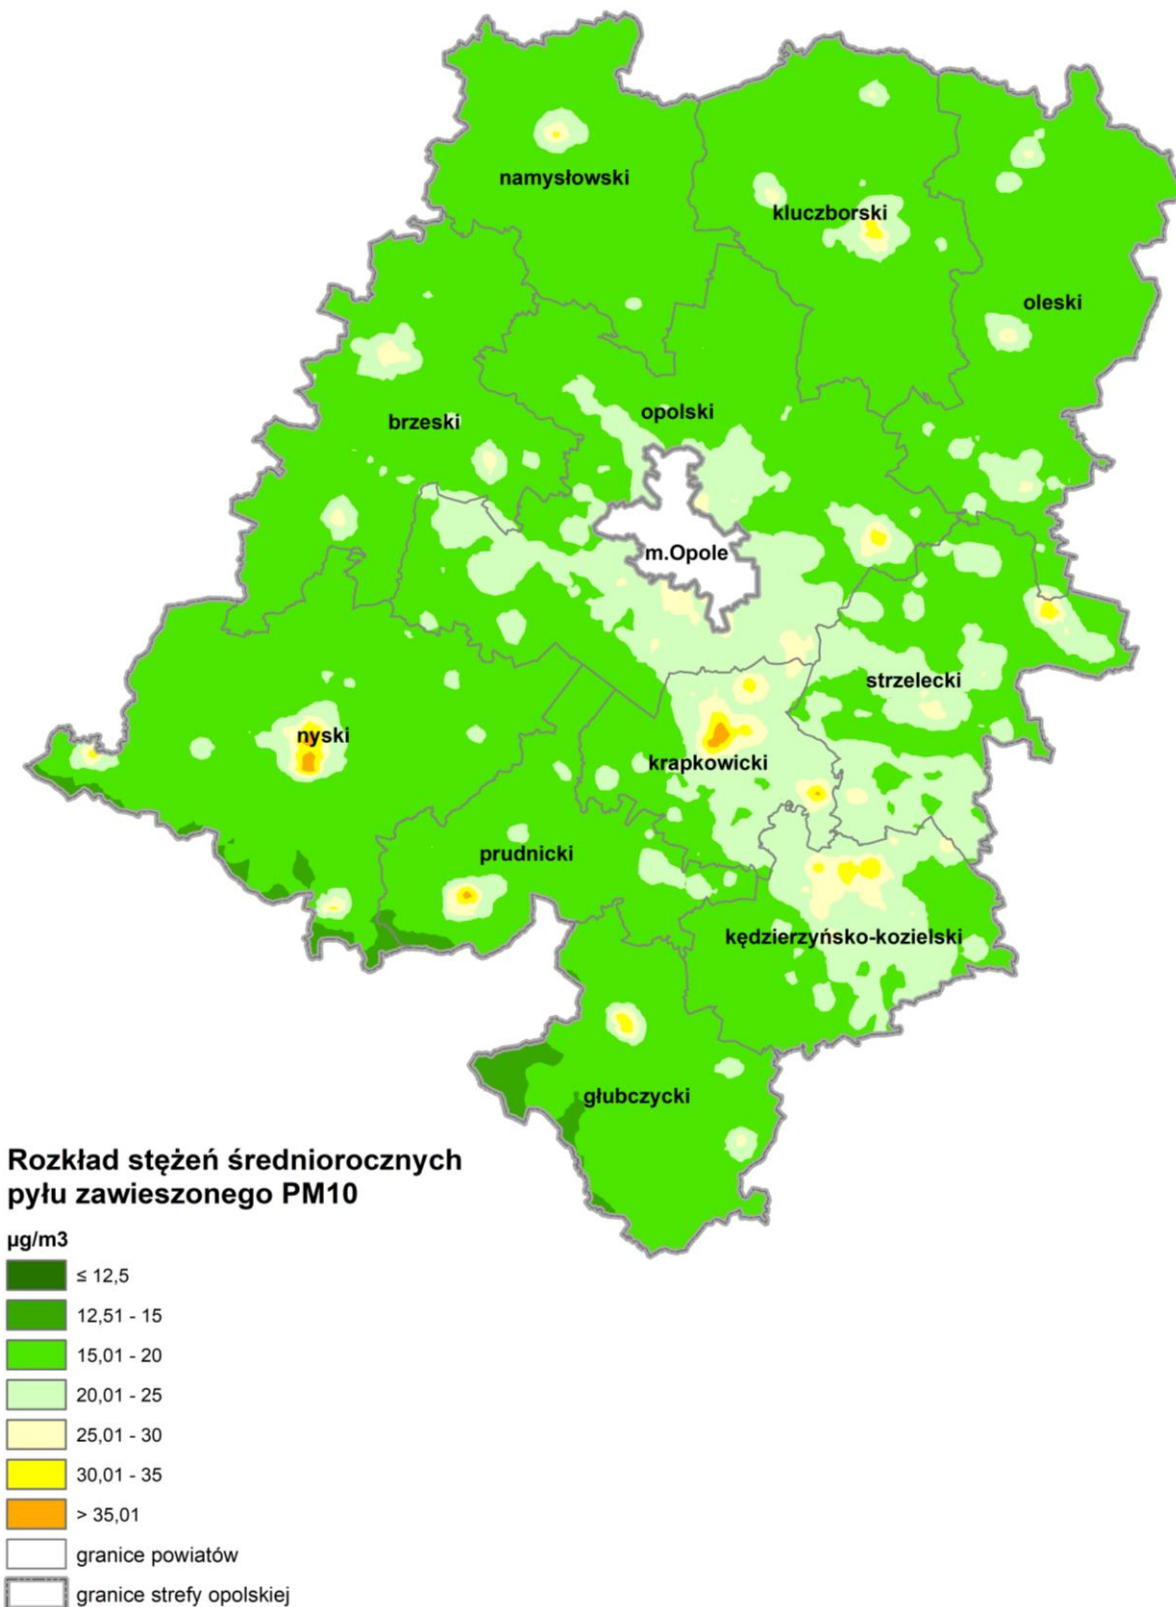 namysłowski
kluczborski
oleski
opolski
brzeski
m.Opole
strzelecki
nyski
krapkowicki
prudnicki
kędzierzyńsko-kozielski
głubczycki
Rozkład stężeń średniorocznych
pyłu zawieszonego PM10
µg/m3
≤ 12,5
12,51 - 15
15,01 - 20
20,01 - 25
25,01 - 30
30,01 - 35
> 35,01
granice powiatów
granice strefy opolskiej